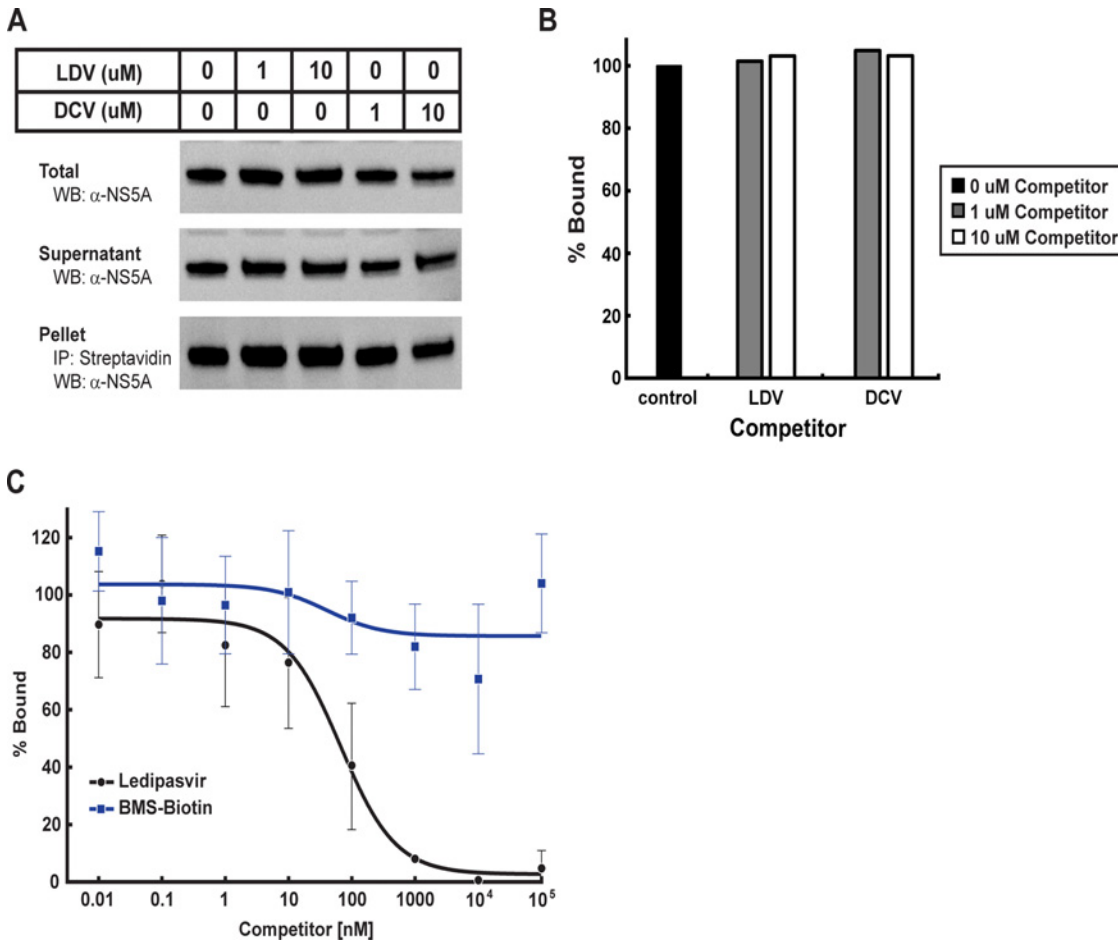 A
LDV (uM) 0 1 10 0 0
DCV (uM) 0 0 0 1 10
Total
WB: α-NS5A
Supernatant
WB: α-NS5A
Pellet
IP: Streptavidin
WB: α-NS5A
B
% Bound
100
80
60
40
20
0
control LDV DCV
Competitor
0 uM Competitor
1 uM Competitor
10 uM Competitor
C
% Bound
120
100
80
60
40
20
0
Ledipasvir
BMS-Biotin
0.01 0.1 1 10 100 1000 10⁴ 10⁵
Competitor [nM]